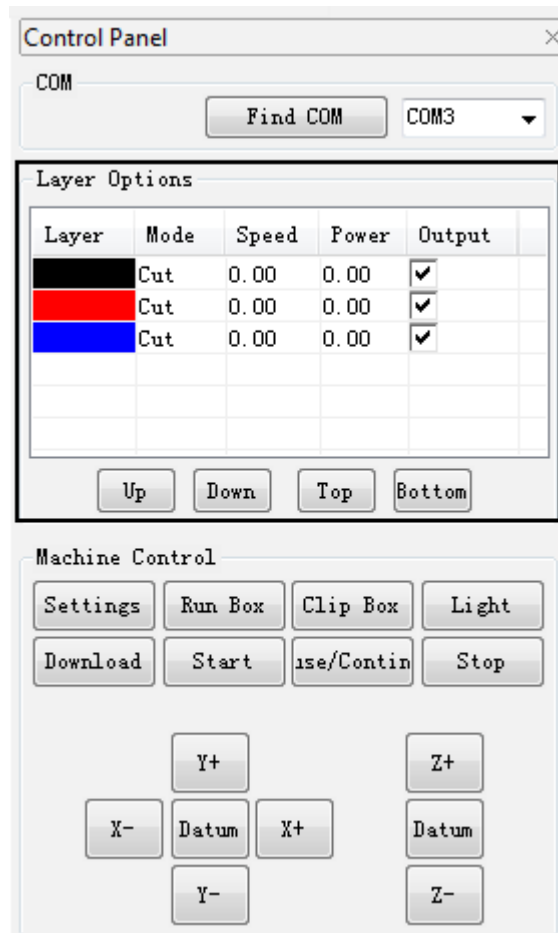 Control Panel
COM
Find COM COM3
Layer Options
Layer Mode Speed Power Output
Cut 0.00 0.00
Cut 0.00 0.00
Cut 0.00 0.00
Up Down Top Bottom
Machine Control
Settings Run Box Clip Box Light
Download Start use/Contin Stop
Y+ Z+
X- Datum X+ Datum
Y- Z-